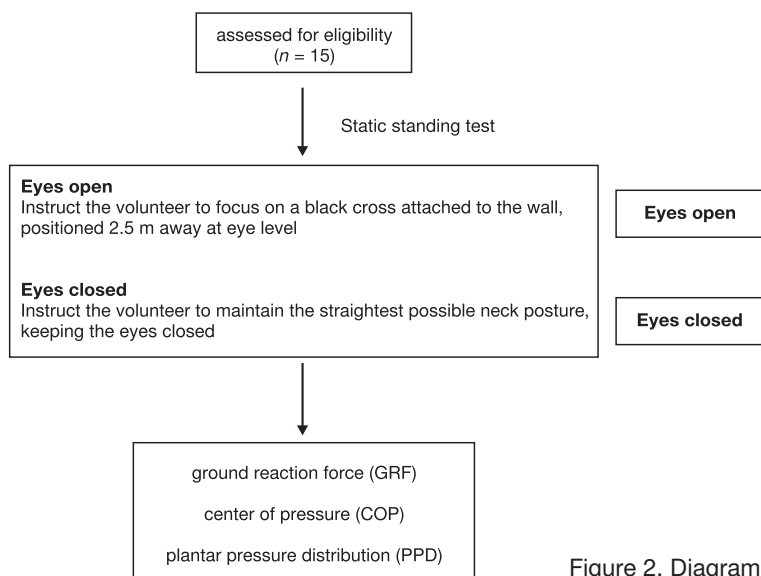 assessed for eligibility
(n = 15)
Static standing test
Eyes open
Instruct the volunteer to focus on a black cross attached to the wall,
positioned 2.5 m away at eye level
Eyes open
Eyes closed
Instruct the volunteer to maintain the straightest possible neck posture,
keeping the eyes closed
Eyes closed
ground reaction force (GRF)
center of pressure (COP)
plantar pressure distribution (PPD)
Figure 2. Diagram